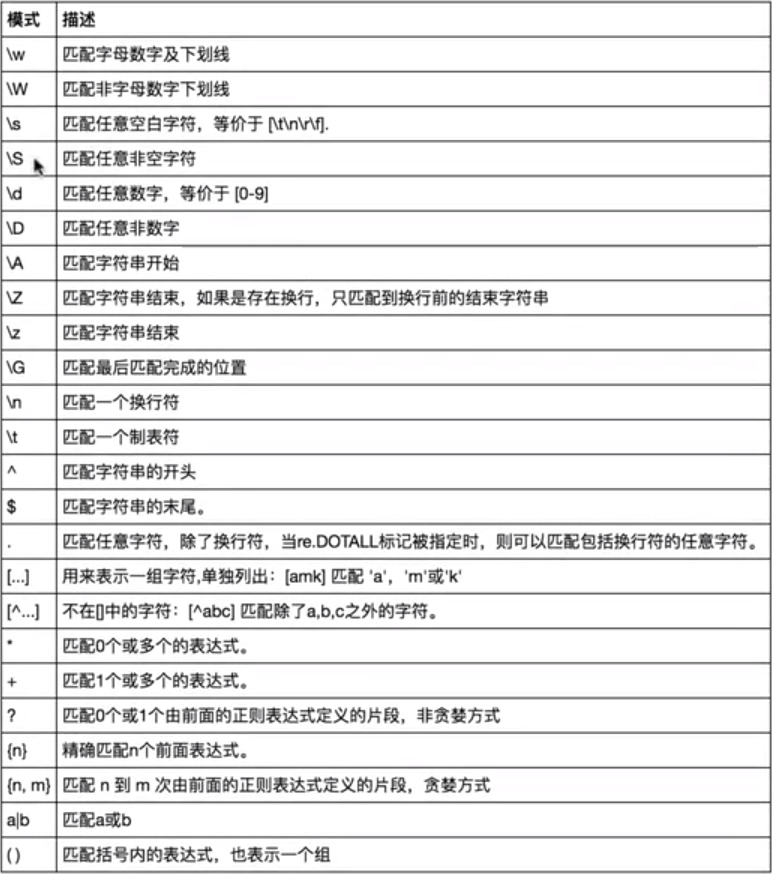 模式 描述
\w 匹配字母数字及下划线
\W 匹配非字母数字下划线
\s 匹配任意空白字符，等价于 [\t\n\r\f].
\S 匹配任意非空字符
\d 匹配任意数字，等价于 [0-9]
\D 匹配任意非数字
\A 匹配字符串开始
\Z 匹配字符串结束，如果是存在换行，只匹配到换行前的结束字符串
\z 匹配字符串结束
\G 匹配最后匹配完成的位置
\n 匹配一个换行符
\t 匹配一个制表符
^ 匹配字符串的开头
$ 匹配字符串的末尾。
. 匹配任意字符，除了换行符，当re.DOTALL标记被指定时，则可以匹配包括换行符的任意字符。
[...] 用来表示一组字符,单独列出：[amk] 匹配 'a'，'m'或'k'
[^...] 不在[]中的字符：[^abc] 匹配除了a,b,c之外的字符。
* 匹配0个或多个的表达式。
+ 匹配1个或多个的表达式。
? 匹配0个或1个由前面的正则表达式定义的片段，非贪婪方式
{n} 精确匹配n个前面表达式。
{n, m} 匹配 n 到 m 次由前面的正则表达式定义的片段，贪婪方式
a|b 匹配a或b
( ) 匹配括号内的表达式，也表示一个组